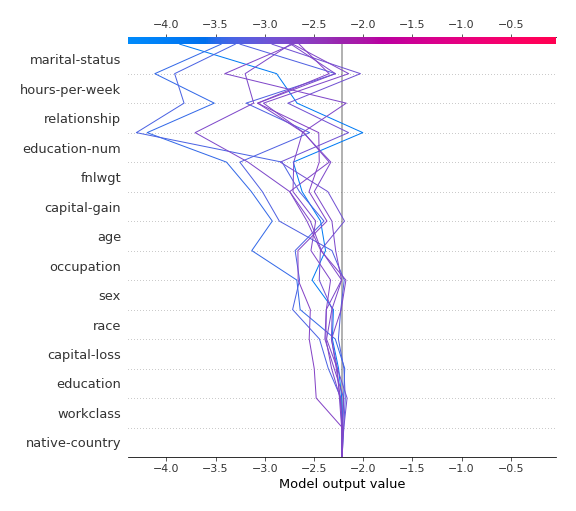 −4.0 −3.5 −3.0 −2.5 −2.0 −1.5 −1.0 −0.5
marital-status
hours-per-week
relationship
education-num
fnlwgt
capital-gain
age
occupation
sex
race
capital-loss
education
workclass
native-country
−4.0 −3.5 −3.0 −2.5 −2.0 −1.5 −1.0 −0.5
Model output value